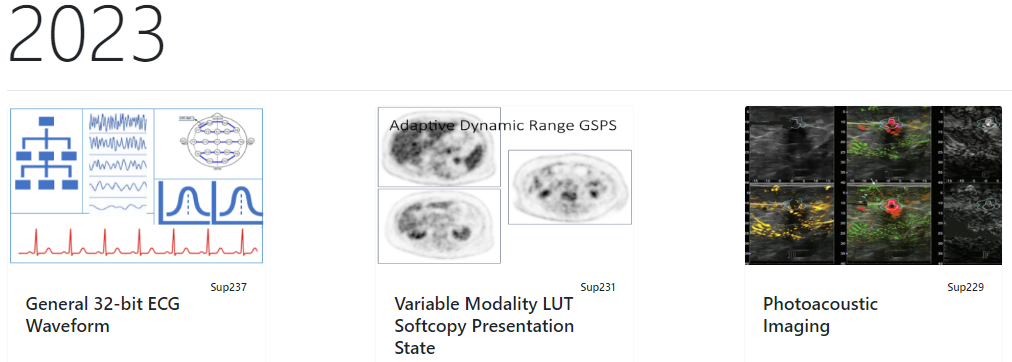 2023
Adaptive Dynamic Range GSPS
Sup237
General 32-bit ECG
Waveform
Sup231
Variable Modality LUT
Softcopy Presentation
State
Sup229
Photoacoustic
Imaging